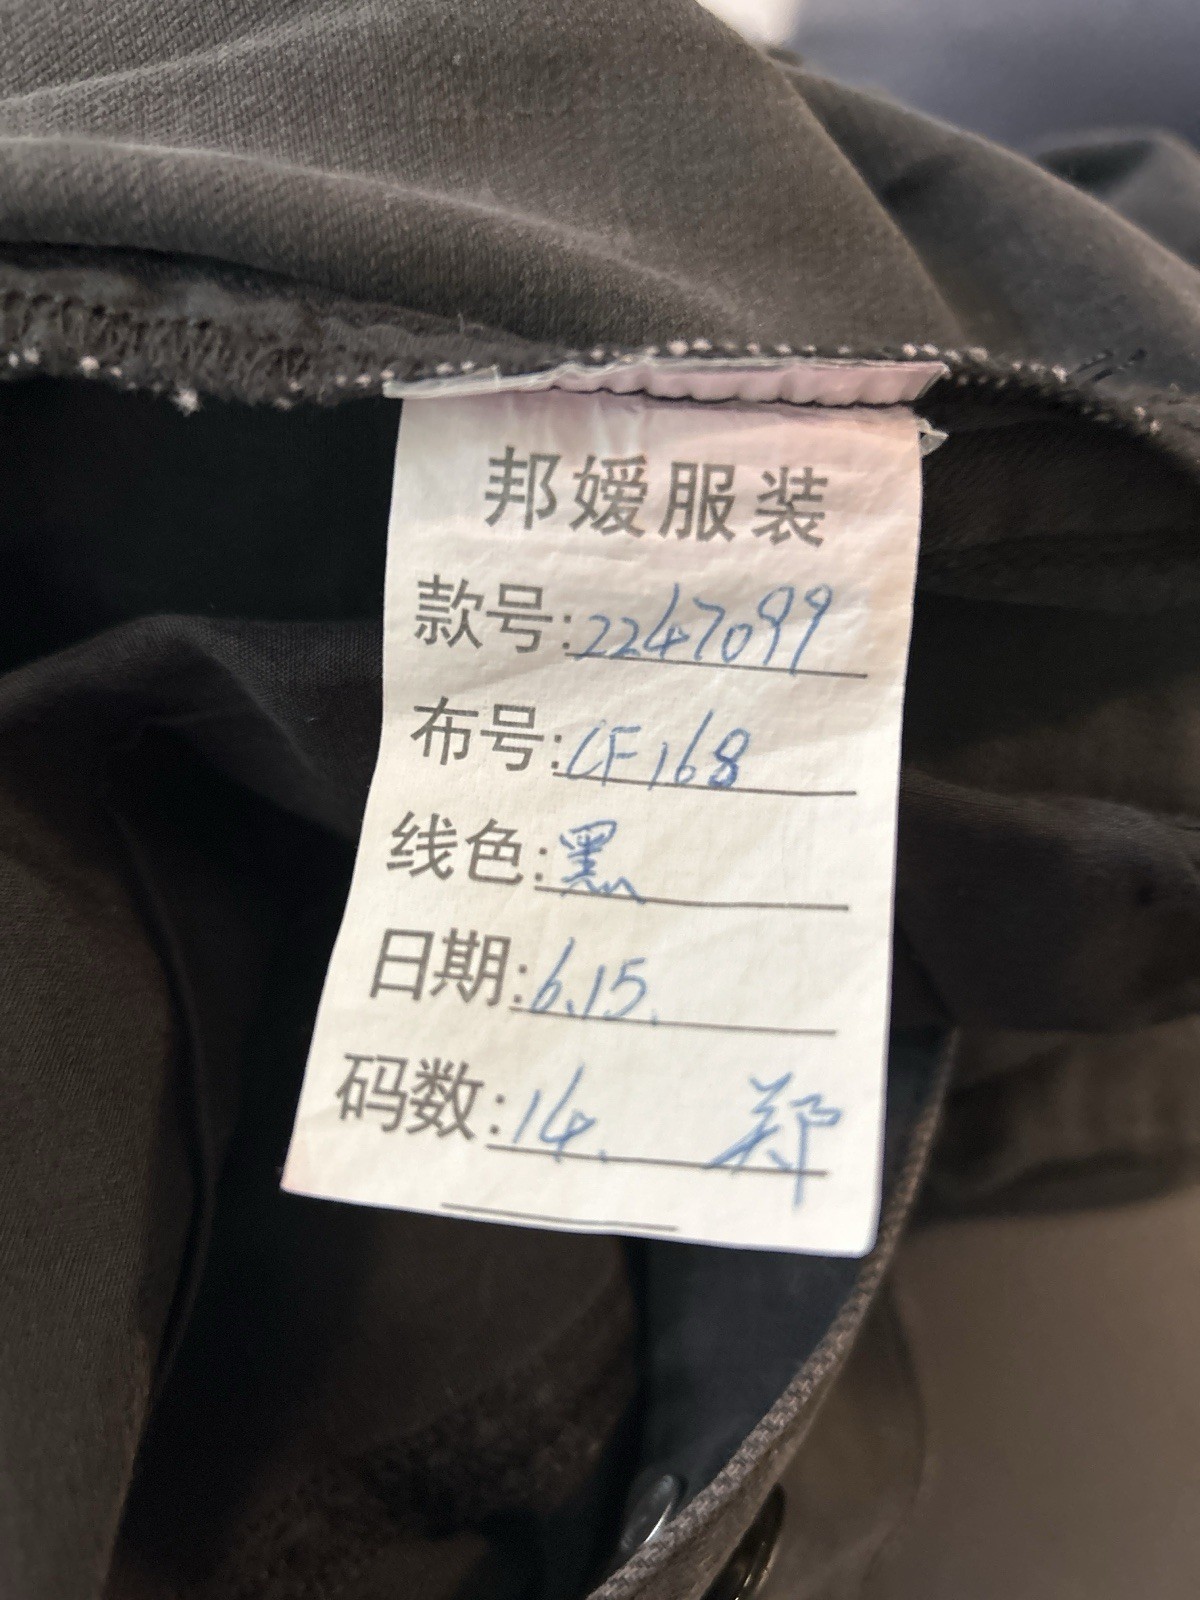 邦嫒服装
款号:2247099
布号:CF168
线色:黑
日期:6.15.
码数:14. 郑